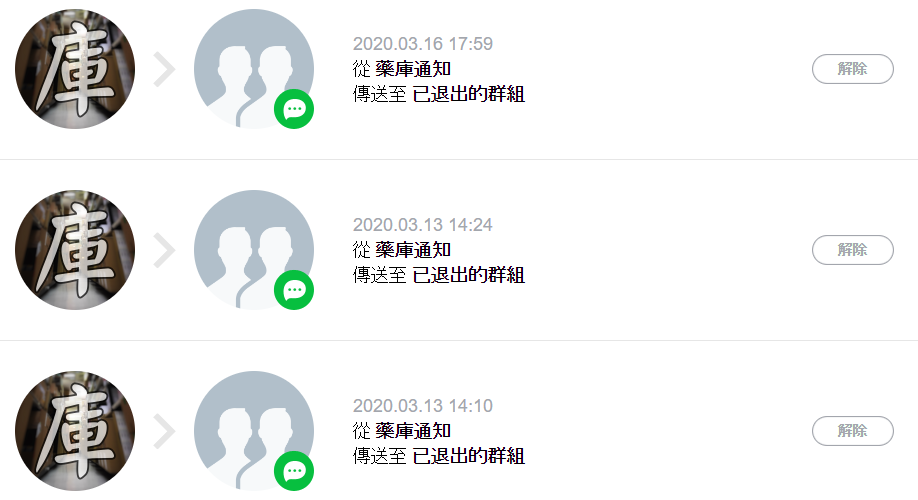 庫
2020.03.16 17:59
從 藥庫通知
傳送至 已退出的群組
解除
庫
2020.03.13 14:24
從 藥庫通知
傳送至 已退出的群組
解除
庫
2020.03.13 14:10
從 藥庫通知
傳送至 已退出的群組
解除